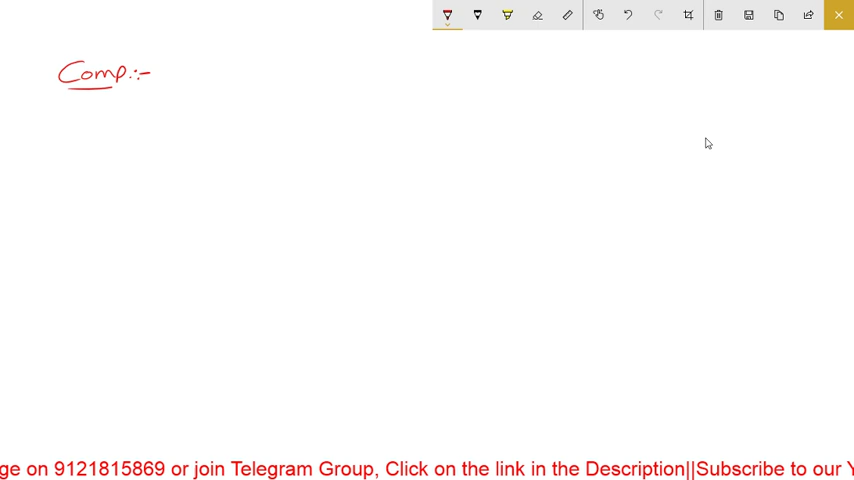 Comp.:-
ge on 9121815869 or join Telegram Group, Click on the link in the Description||Subscribe to our Y